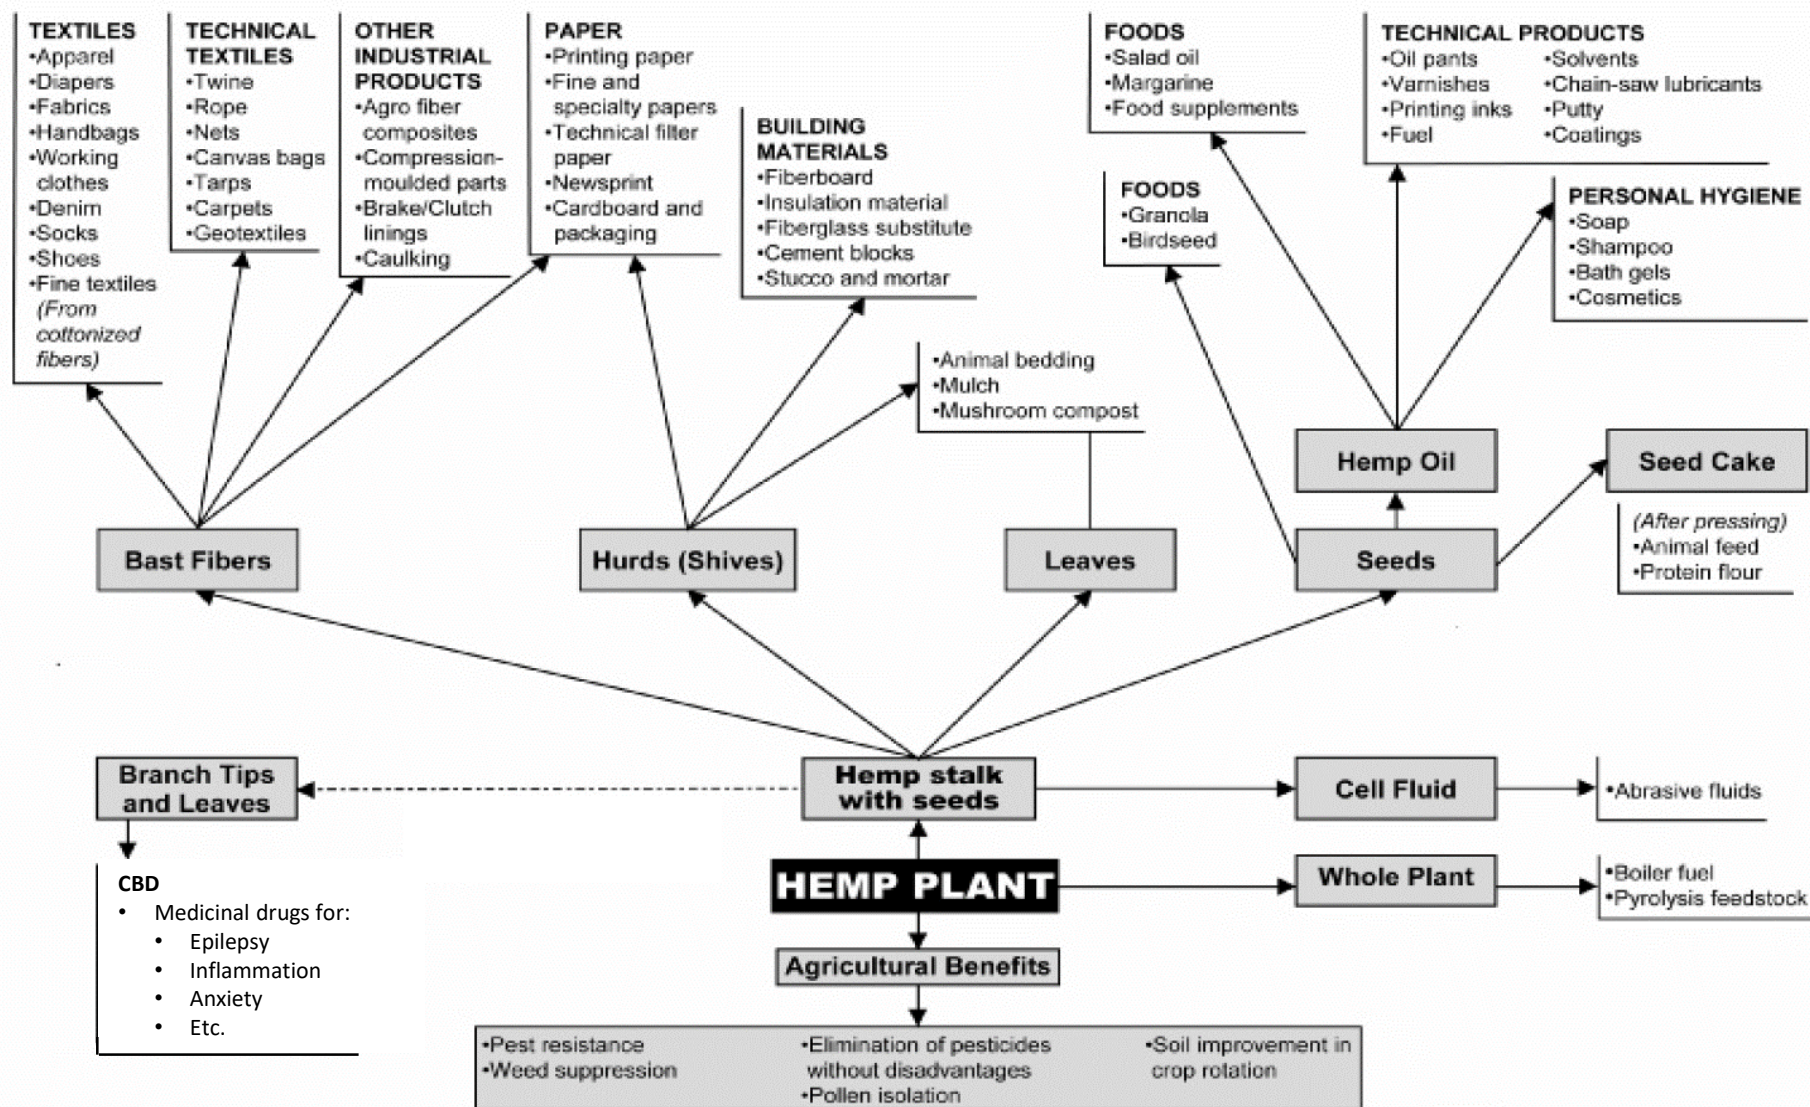 TEXTILES
•Apparel
•Diapers
•Fabrics
•Handbags
•Working
clothes
•Denim
•Socks
•Shoes
•Fine textiles
(From
cottonized
fibers)
TECHNICAL
TEXTILES
•Twine
•Rope
•Nets
•Canvas bags
•Tarps
•Carpets
•Geotextiles
OTHER
INDUSTRIAL
PRODUCTS
•Agro fiber
composites
•Compression-
moulded parts
•Brake/Clutch
linings
•Caulking
PAPER
•Printing paper
•Fine and
specialty papers
•Technical filter
paper
•Newsprint
•Cardboard and
packaging
BUILDING
MATERIALS
•Fiberboard
•Insulation material
•Fiberglass substitute
•Cement blocks
•Stucco and mortar
•Animal bedding
•Mulch
•Mushroom compost
FOODS
•Salad oil
•Margarine
•Food supplements
FOODS
•Granola
•Birdseed
TECHNICAL PRODUCTS
•Oil pants
•Varnishes
•Printing inks
•Fuel
•Solvents
•Chain-saw lubricants
•Putty
•Coatings
PERSONAL HYGIENE
•Soap
•Shampoo
•Bath gels
•Cosmetics
Hemp Oil
Seed Cake
(After pressing)
•Animal feed
•Protein flour
Bast Fibers
Hurds (Shives)
Leaves
Seeds
Branch Tips
and Leaves
Hemp stalk
with seeds
Cell Fluid
•Abrasive fluids
CBD
• Medicinal drugs for:
• Epilepsy
• Inflammation
• Anxiety
• Etc.
HEMP PLANT
Whole Plant
•Boiler fuel
•Pyrolysis feedstock
Agricultural Benefits
•Pest resistance
•Weed suppression
•Elimination of pesticides
without disadvantages
•Pollen isolation
•Soil improvement in
crop rotation